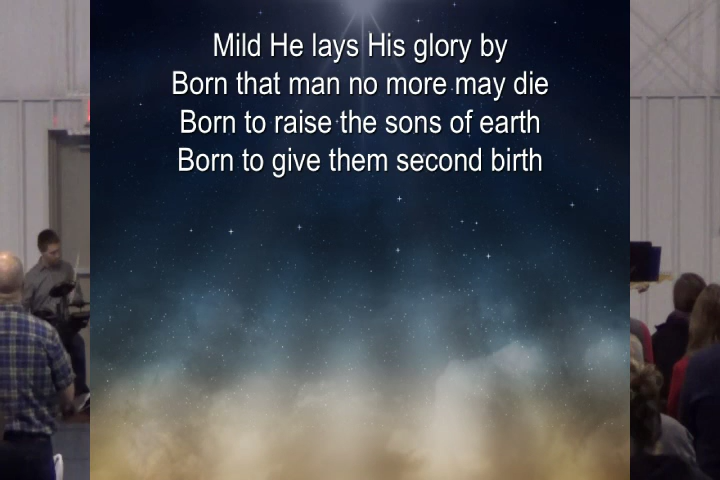 Mild He lays His glory by
Born that man no more may die
Born to raise the sons of earth
Born to give them second birth